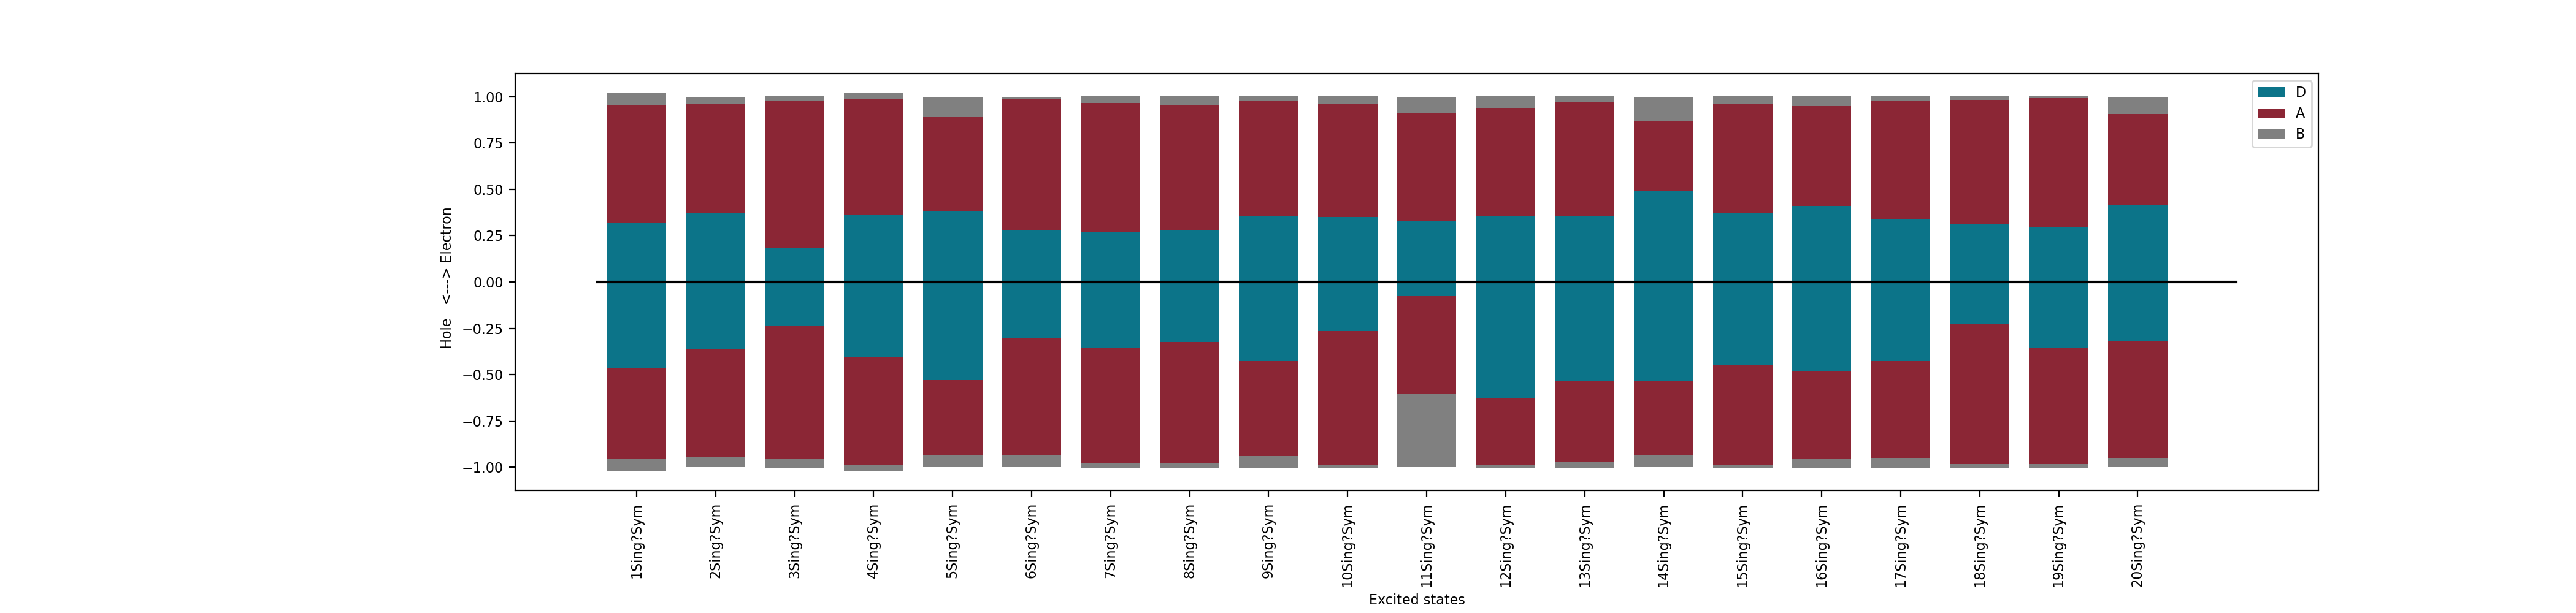 1.00
0.75
0.50
0.25
0.00
−0.25
−0.50
−0.75
−1.00
Hole <----> Electron
D
A
B
1Sing?Sym
2Sing?Sym
3Sing?Sym
4Sing?Sym
5Sing?Sym
6Sing?Sym
7Sing?Sym
8Sing?Sym
9Sing?Sym
10Sing?Sym
11Sing?Sym
12Sing?Sym
13Sing?Sym
14Sing?Sym
15Sing?Sym
16Sing?Sym
17Sing?Sym
18Sing?Sym
19Sing?Sym
20Sing?Sym
Excited states